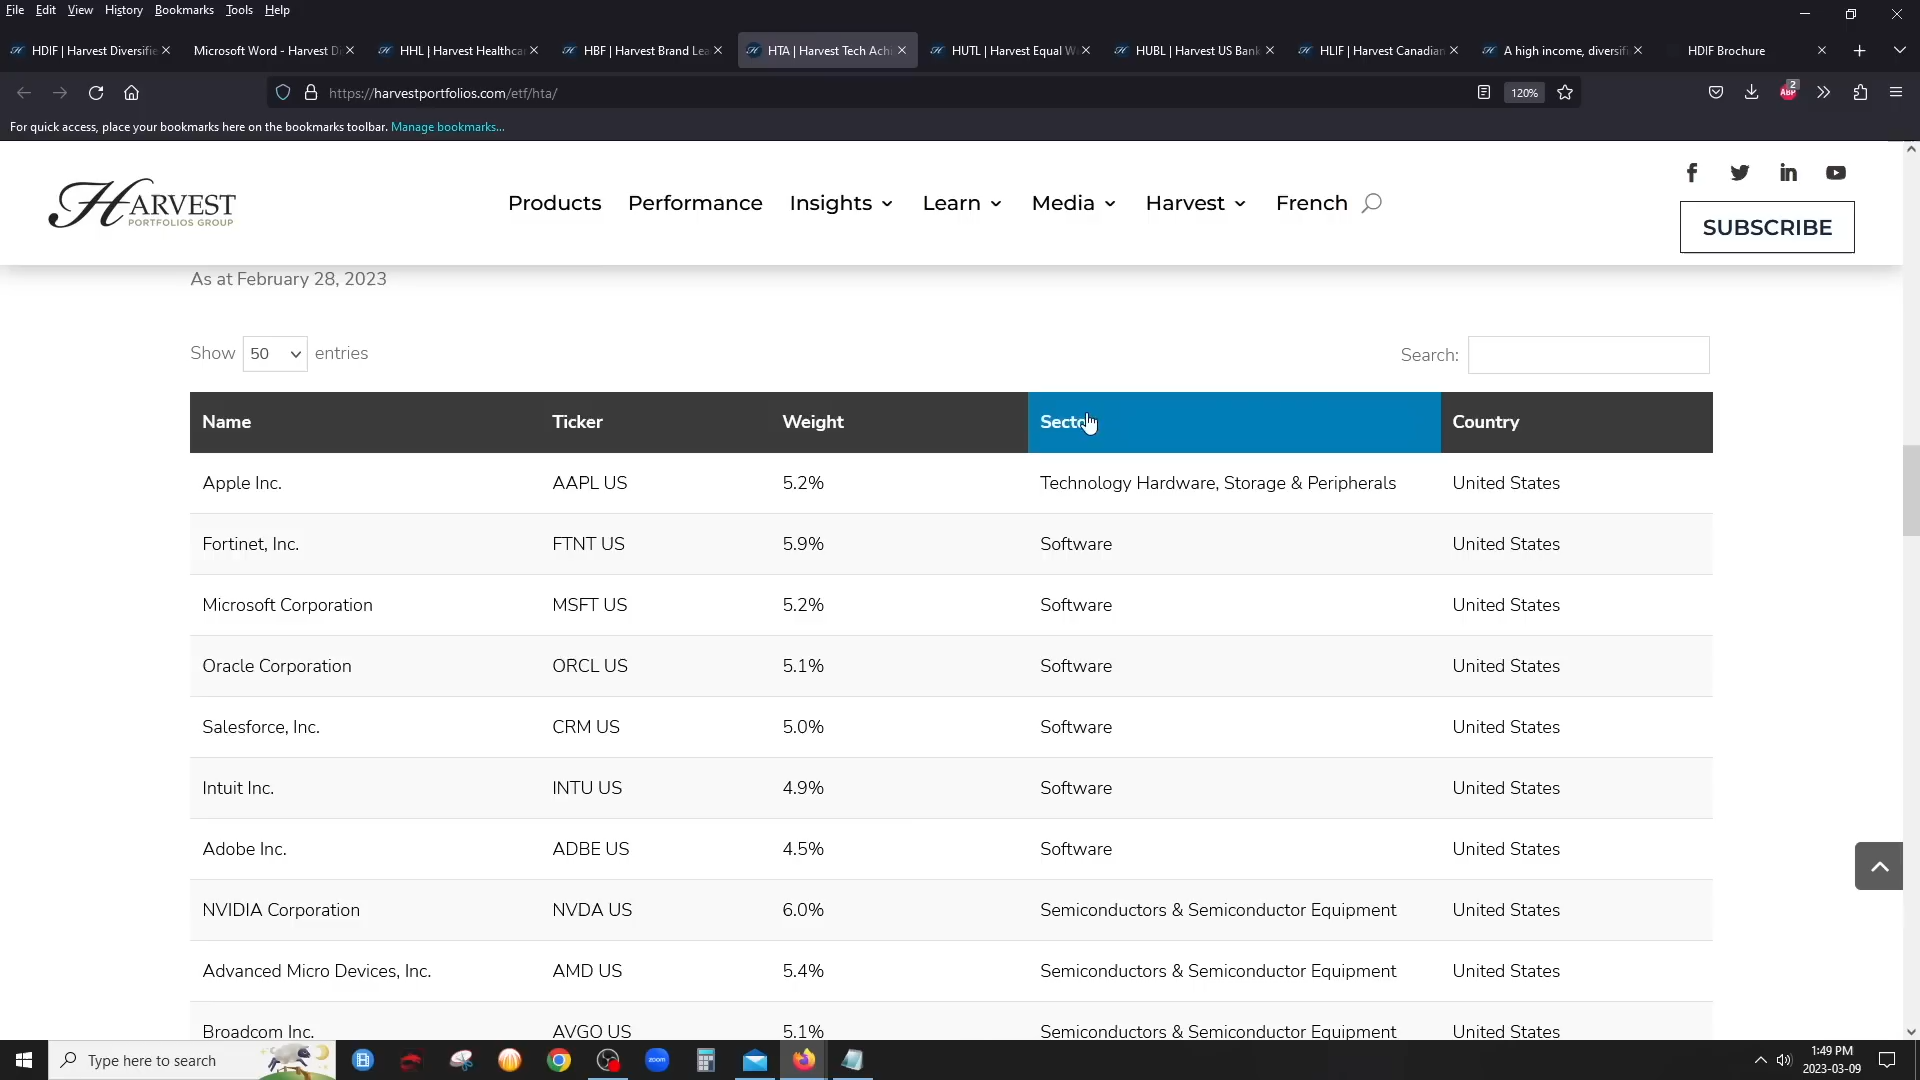 File Edit View History Bookmarks Tools Help
HDIF | Harvest Diversifie Microsoft Word - Harvest D HHL | Harvest Healthca HBF | Harvest Brand Lea HTA | Harvest Tech Achi HUTL | Harvest Equal W HUBL | Harvest US Bank HLIF | Harvest Canadian A high income, diversifi HDIF Brochure
https://harvestportfolios.com/etf/hta/ 120% ABP 2
For quick access, place your bookmarks here on the bookmarks toolbar. Manage bookmarks...
HARVEST
PORTFOLIOS GROUP
Products Performance Insights Learn Media Harvest French
SUBSCRIBE
As at February 28, 2023
Show 50 entries Search:
Name Ticker Weight Secto Country
Apple Inc. AAPL US 5.2% Technology Hardware, Storage & Peripherals United States
Fortinet, Inc. FTNT US 5.9% Software United States
Microsoft Corporation MSFT US 5.2% Software United States
Oracle Corporation ORCL US 5.1% Software United States
Salesforce, Inc. CRM US 5.0% Software United States
Intuit Inc. INTU US 4.9% Software United States
Adobe Inc. ADBE US 4.5% Software United States
NVIDIA Corporation NVDA US 6.0% Semiconductors & Semiconductor Equipment United States
Advanced Micro Devices, Inc. AMD US 5.4% Semiconductors & Semiconductor Equipment United States
Broadcom Inc. AVGO US 5.1% Semiconductors & Semiconductor Equipment United States
Type here to search zoom 1:49 PM
2023-03-09